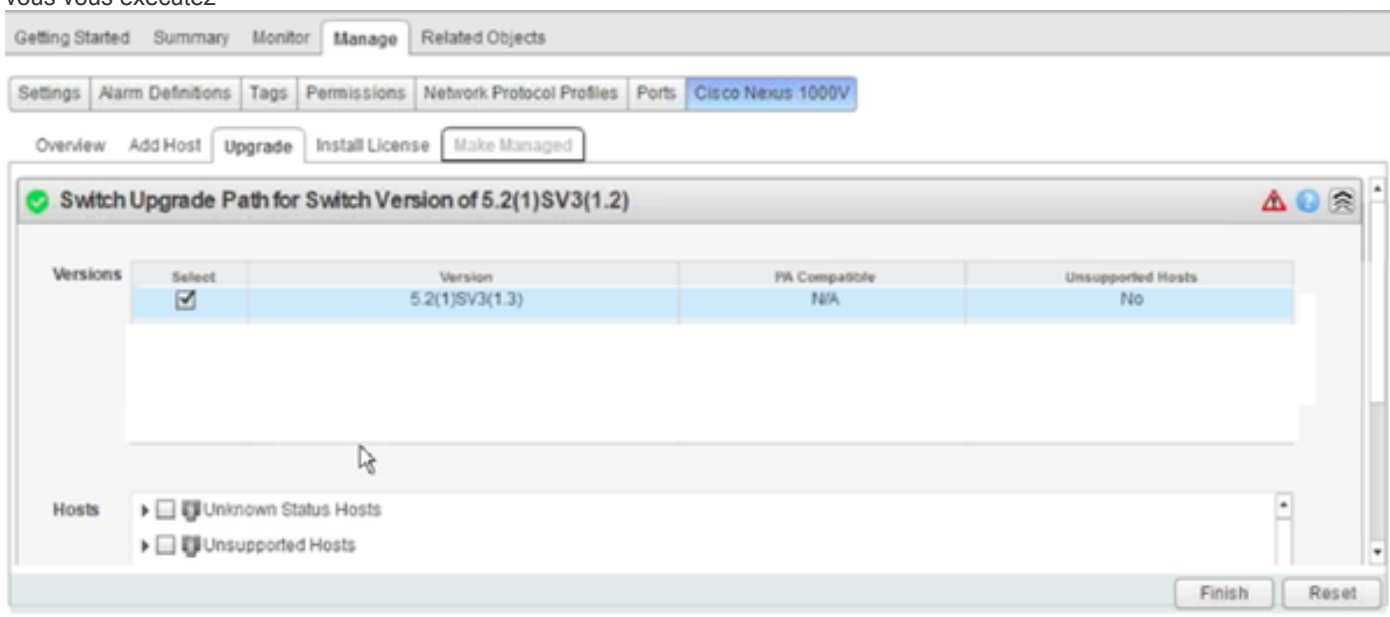 vous vous exécutez
Getting Started Summary Monitor Manage Related Objects
Settings Alarm Definitions Tags Permissions Network Protocol Profiles Ports Cisco Nexus 1000V
Overview Add Host Upgrade Install License Make Managed
Switch Upgrade Path for Switch Version of 5.2(1)SV3(1.2)
Versions Select Version PA Compatible Unsupported Hosts
5.2(1)SV3(1.3) N/A No
Hosts Unknown Status Hosts
Unsupported Hosts
Finish Reset